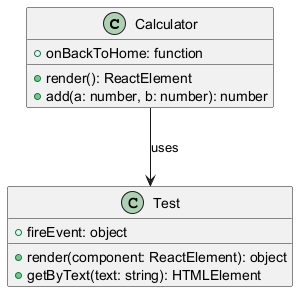 C Calculator
onBackToHome: function
render(): ReactElement
add(a: number, b: number): number
uses
C Test
fireEvent: object
render(component: ReactElement): object
getByText(text: string): HTMLElement